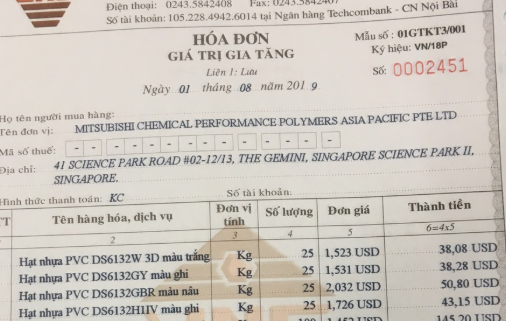 Điện thoại: 0243.5842408 Fax: 0243.5842407
Số tài khoản: 105.228.4942.6014 tại Ngân hàng Techcombank - CN Nội Bài
HÓA ĐƠN
GIÁ TRỊ GIA TĂNG
Liên 1: Lưu
Ngày 01 tháng 08 năm 2019
Mẫu số : 01GTKT3/001
Ký hiệu: VN/18P
Số: 0002451
Họ tên người mua hàng:
Tên đơn vị: MITSUBISHI CHEMICAL PERFORMANCE POLYMERS ASIA PACIFIC PTE LTD
Mã số thuế: - - - - - - - - - - - - - -
Địa chỉ: 41 SCIENCE PARK ROAD #02-12/13, THE GEMINI, SINGAPORE SCIENCE PARK II,
SINGAPORE.
Hình thức thanh toán: KC Số tài khoản:
TT Tên hàng hóa, dịch vụ Đơn vị tính Số lượng Đơn giá Thành tiền
2 3 4 5 6=4x5
Hạt nhựa PVC DS6132W 3D màu trắng Kg 25 1,523 USD 38,08 USD
Hạt nhựa PVC DS6132GY màu ghi Kg 25 1,531 USD 38,28 USD
Hạt nhựa PVC DS6132GBR màu nâu Kg 25 2,032 USD 50,80 USD
Hạt nhựa PVC DS6132H1IV màu ghi Kg 25 1,726 USD 43,15 USD
145,20 USD